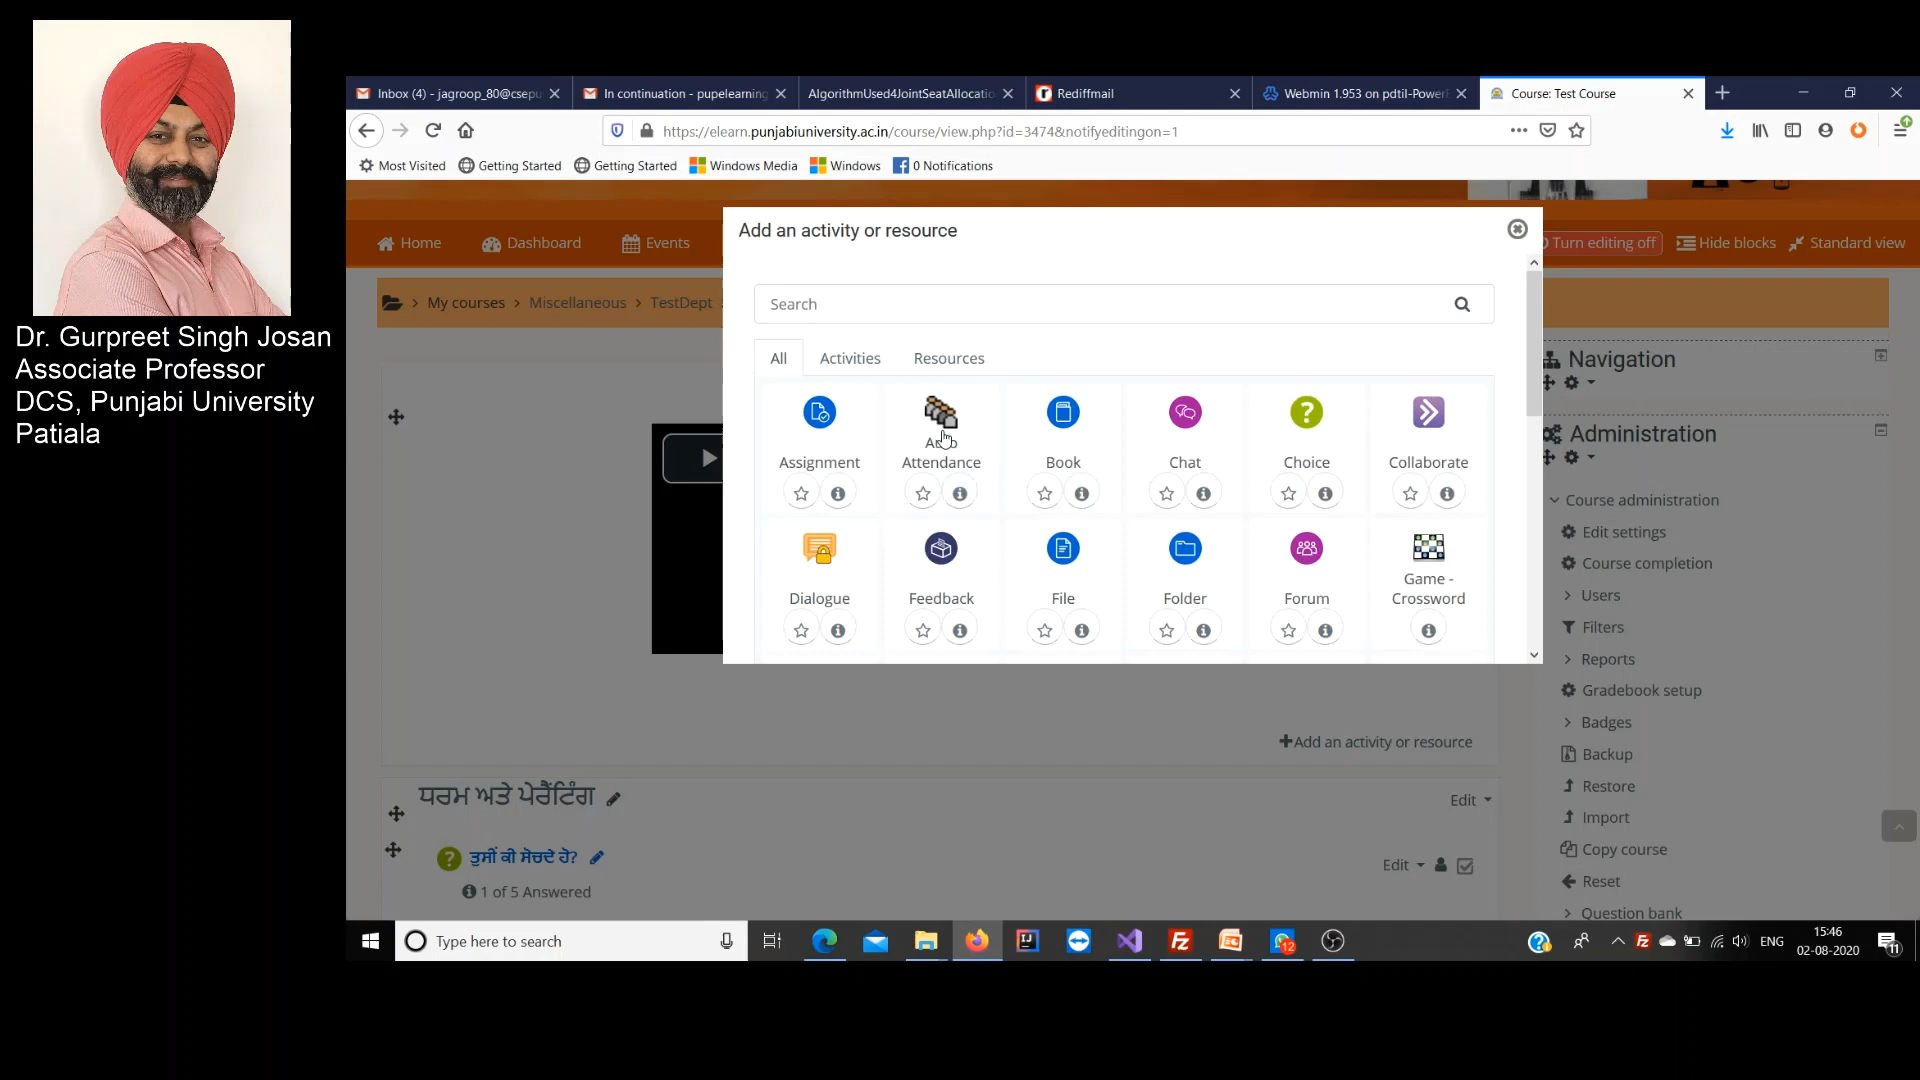 Dr. Gurpreet Singh Josan
Associate Professor
DCS, Punjabi University
Patiala
Inbox (4) - jagroop_80@csepu
In continuation - pupelearning
AlgorithmUsed4JointSeatAllocatio
Rediffmail
Webmin 1.953 on pdtil-PowerE
Course: Test Course
https://elearn.punjabiuniversity.ac.in/course/view.php?id=3474&notifyeditingon=1
Most Visited
Getting Started
Getting Started
Windows Media
Windows
0 Notifications
Home
Dashboard
Events
Turn editing off
Hide blocks
Standard view
My courses > Miscellaneous > TestDept
Add an activity or resource
Search
All
Activities
Resources
Assignment
Attendance
Book
Chat
Choice
Collaborate
Dialogue
Feedback
File
Folder
Forum
Game -
Crossword
+Add an activity or resource
ਧਰਮ ਅਤੇ ਪੇਰੈਂਟਿੰਗ
Edit
ਤੁਸੀਂ ਕੀ ਸੋਚਦੇ ਹੋ?
Edit
1 of 5 Answered
Navigation
Administration
Course administration
Edit settings
Course completion
Users
Filters
Reports
Gradebook setup
Badges
Backup
Restore
Import
Copy course
Reset
Question bank
Type here to search
12
ENG
15:46
02-08-2020
11